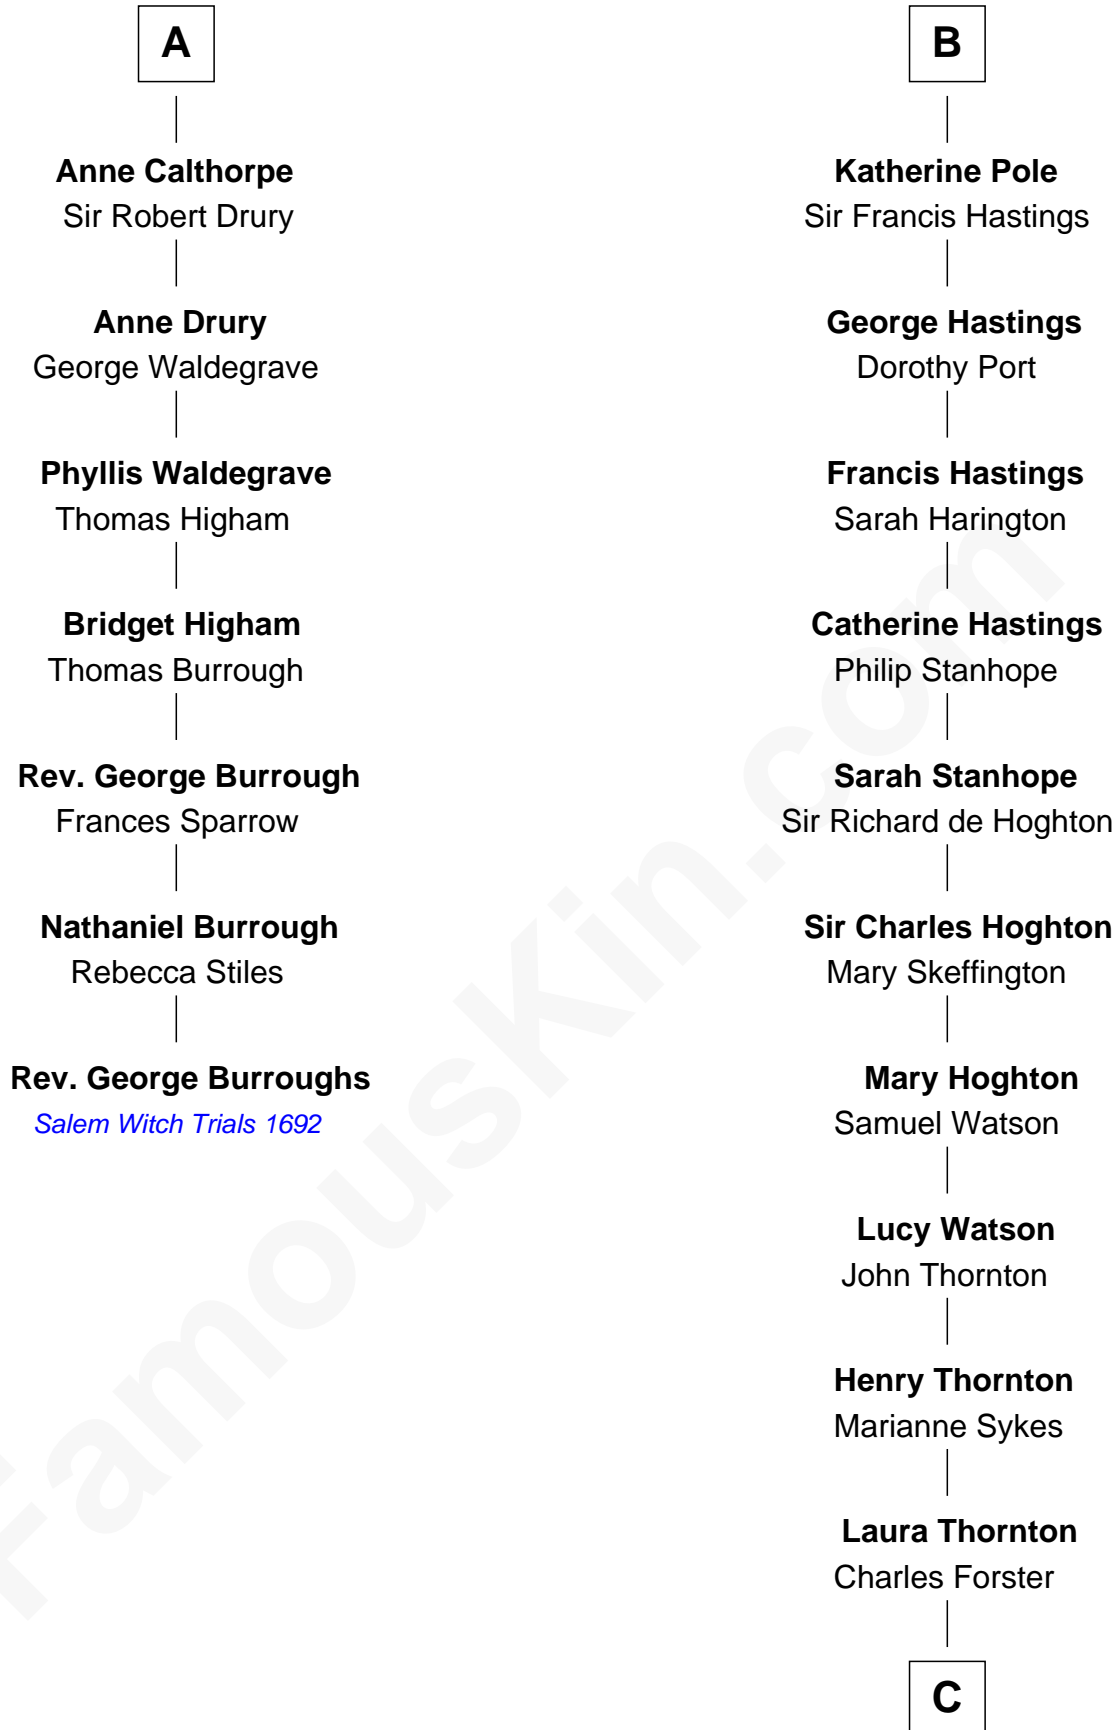 A
Anne Calthorpe
Sir Robert Drury
Anne Drury
George Waldegrave
Phyllis Waldegrave
Thomas Higham
Bridget Higham
Thomas Burrough
Rev. George Burrough
Frances Sparrow
Nathaniel Burrough
Rebecca Stiles
Rev. George Burroughs
Salem Witch Trials 1692
B
Katherine Pole
Sir Francis Hastings
George Hastings
Dorothy Port
Francis Hastings
Sarah Harington
Catherine Hastings
Philip Stanhope
Sarah Stanhope
Sir Richard de Hoghton
Sir Charles Hoghton
Mary Skeffington
Mary Hoghton
Samuel Watson
Lucy Watson
John Thornton
Henry Thornton
Marianne Sykes
Laura Thornton
Charles Forster
C
FamousKin.com